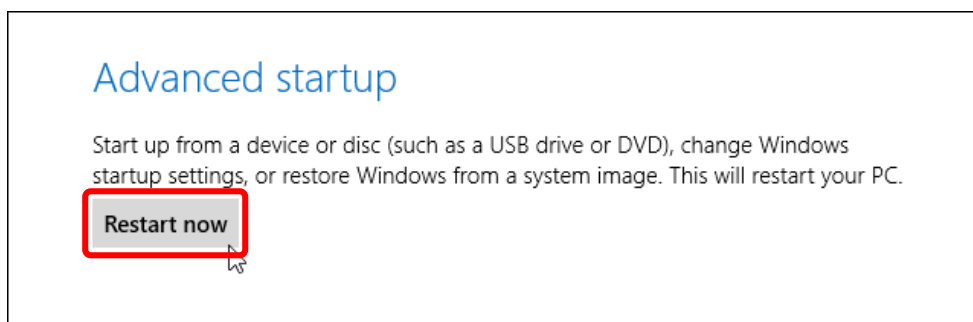 Advanced startup
Start up from a device or disc (such as a USB drive or DVD), change Windows
startup settings, or restore Windows from a system image. This will restart your PC.
Restart now